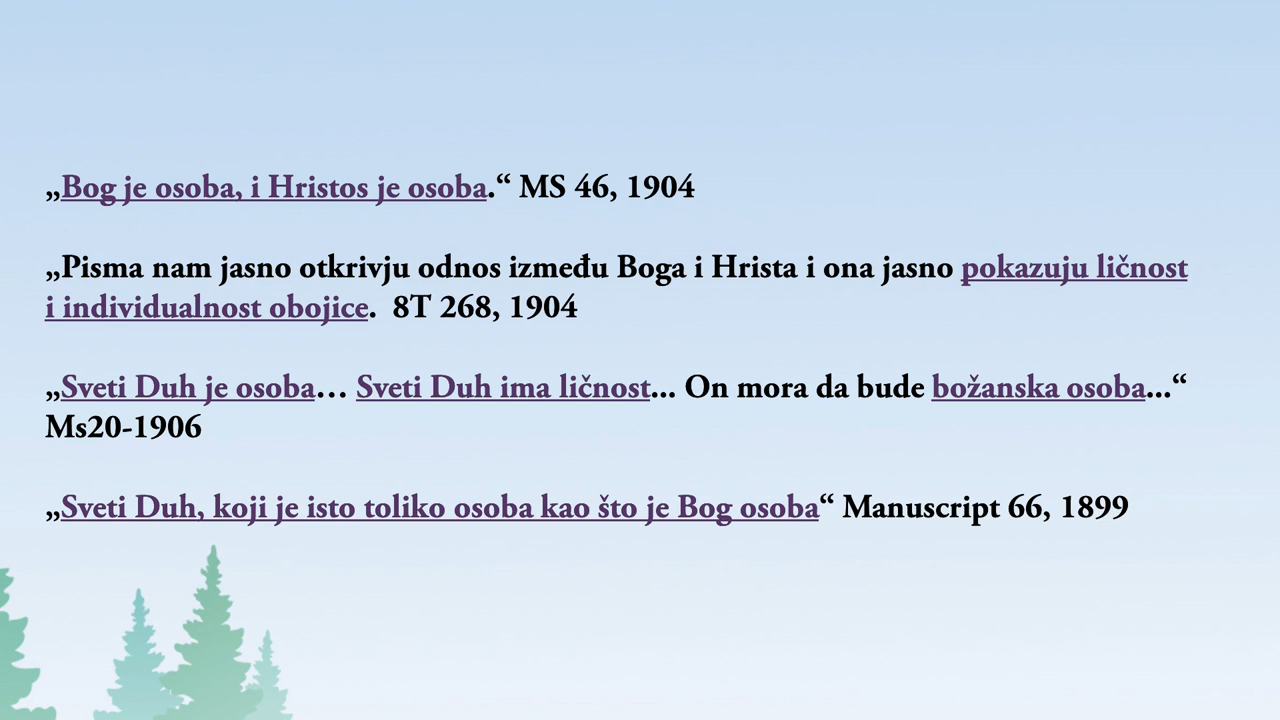 „Bog je osoba, i Hristos je osoba.“ MS 46, 1904
„Pisma nam jasno otkrivju odnos između Boga i Hrista i ona jasno pokazuju ličnost
i individualnost obojice.  8T 268, 1904
„Sveti Duh je osoba… Sveti Duh ima ličnost... On mora da bude božanska osoba...“
Ms20-1906
„Sveti Duh, koji je isto toliko osoba kao što je Bog osoba“ Manuscript 66, 1899